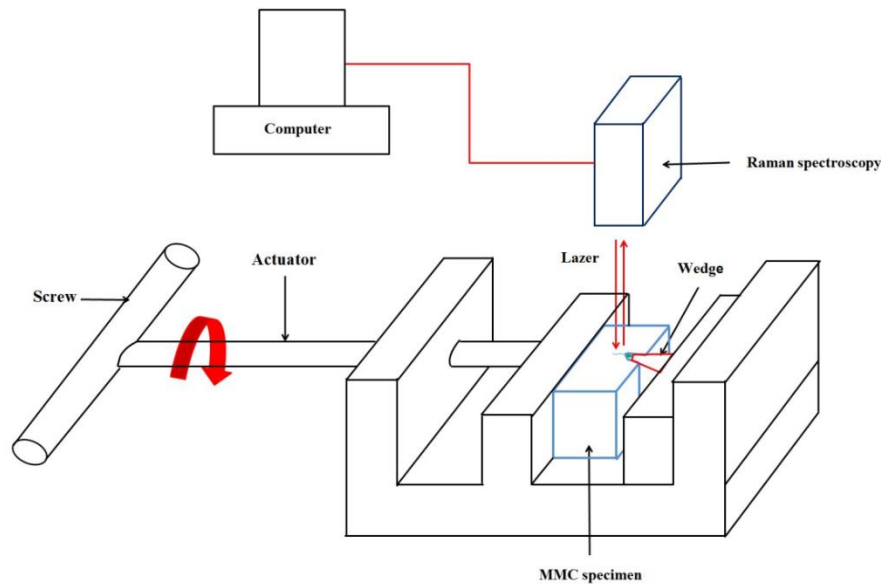 Computer
Raman spectroscopy
Actuator
Lazer
Wedge
Screw
MMC specimen